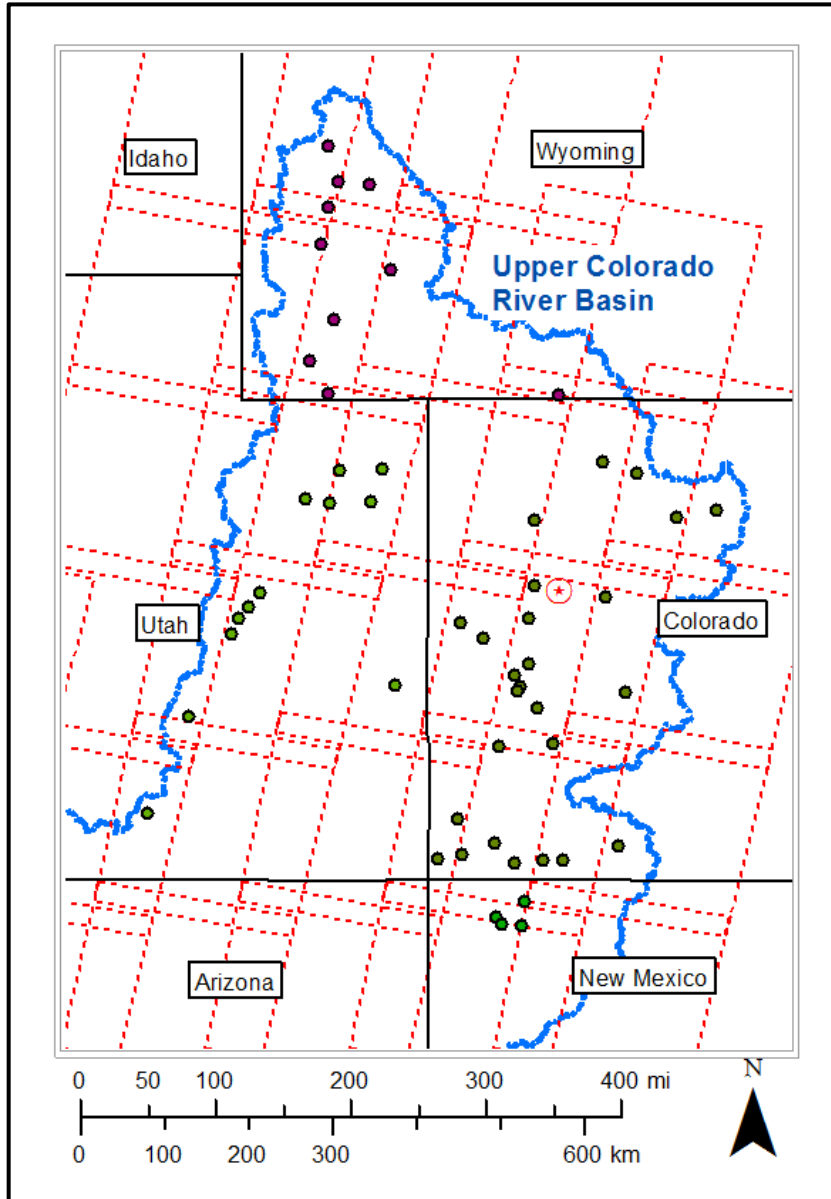 Idaho
Wyoming
Upper Colorado
River Basin
Utah
Colorado
Arizona
New Mexico
0 50 100 200 300 400 mi
0 100 200 300 600 km
N